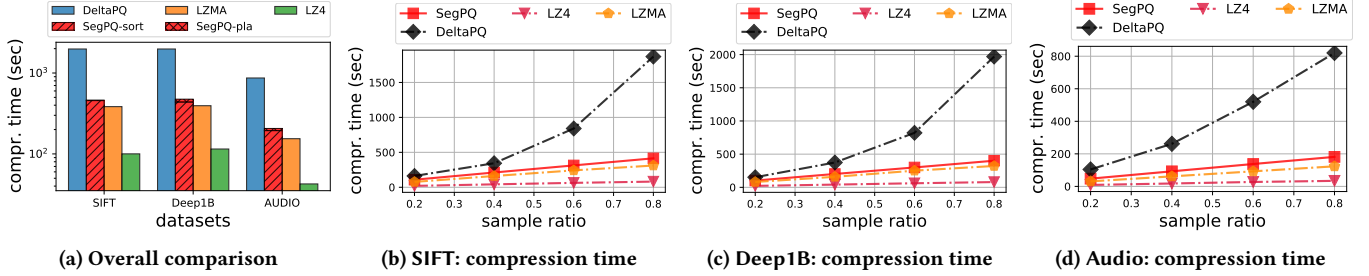 DeltaPQ LZMA LZ4
SegPQ-sort SegPQ-pla
compr. time (sec)
10³
10²
SIFT Deep1B AUDIO
datasets
(a) Overall comparison
SegPQ LZ4 LZMA
DeltaPQ
compr. time (sec)
1500
1000
500
0
0.2 0.3 0.4 0.5 0.6 0.7 0.8
sample ratio
(b) SIFT: compression time
SegPQ LZ4 LZMA
DeltaPQ
compr. time (sec)
2000
1500
1000
500
0
0.2 0.3 0.4 0.5 0.6 0.7 0.8
sample ratio
(c) Deep1B: compression time
SegPQ LZ4 LZMA
DeltaPQ
compr. time (sec)
800
600
400
200
0
0.2 0.3 0.4 0.5 0.6 0.7 0.8
sample ratio
(d) Audio: compression time